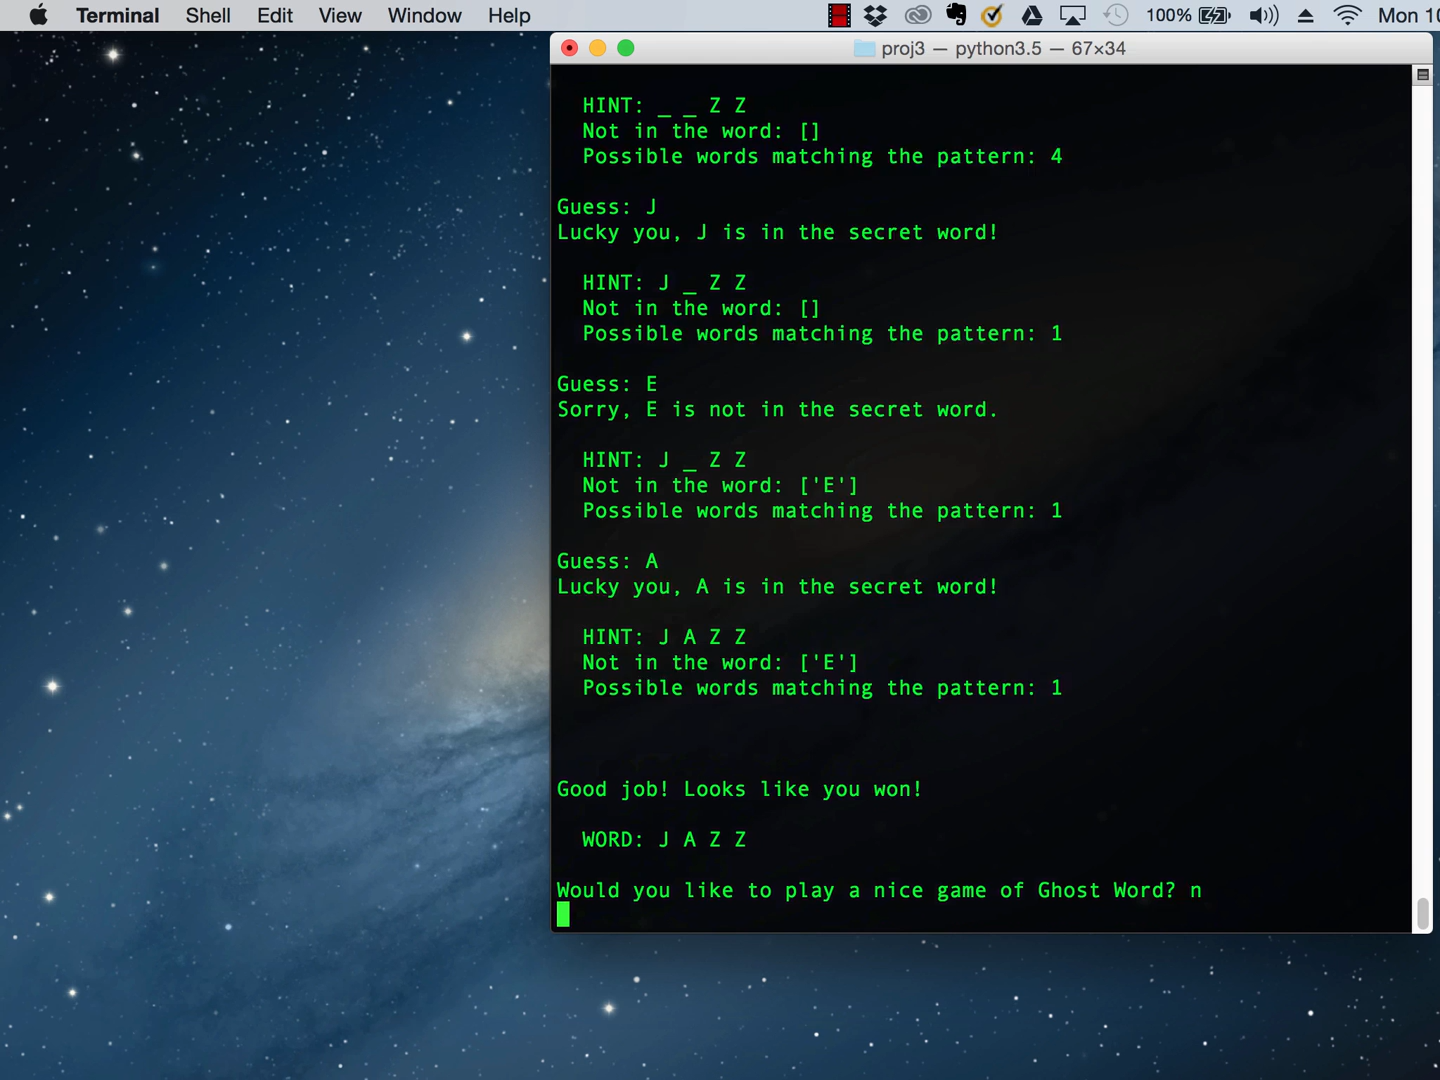 Terminal Shell Edit View Window Help 100% Mon 10
proj3 — python3.5 — 67×34
HINT: _ _ Z Z
Not in the word: []
Possible words matching the pattern: 4
Guess: J
Lucky you, J is in the secret word!
HINT: J _ Z Z
Not in the word: []
Possible words matching the pattern: 1
Guess: E
Sorry, E is not in the secret word.
HINT: J _ Z Z
Not in the word: ['E']
Possible words matching the pattern: 1
Guess: A
Lucky you, A is in the secret word!
HINT: J A Z Z
Not in the word: ['E']
Possible words matching the pattern: 1
Good job! Looks like you won!
WORD: J A Z Z
Would you like to play a nice game of Ghost Word? n